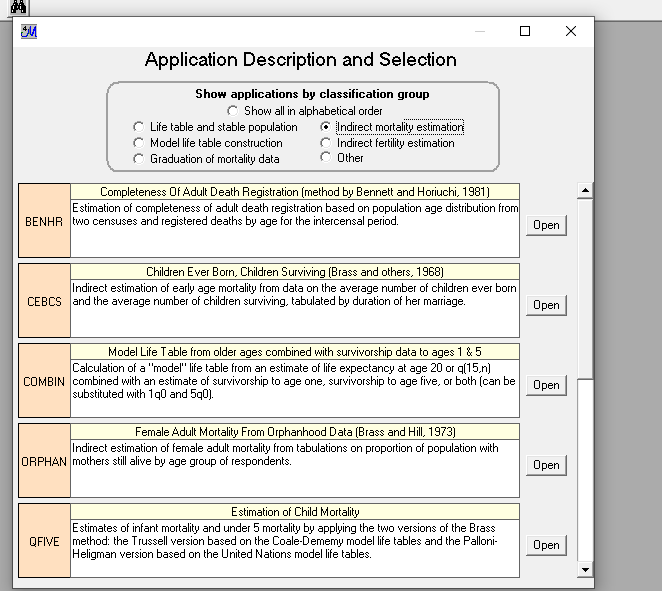 Application Description and Selection
Show applications by classification group
Show all in alphabetical order
Life table and stable population
Indirect mortality estimation
Model life table construction
Indirect fertility estimation
Graduation of mortality data
Other
Completeness Of Adult Death Registration (method by Bennett and Horiuchi, 1981)
BENHR
Estimation of completeness of adult death registration based on population age distribution from
two censuses and registered deaths by age for the intercensal period.
Open
Children Ever Born, Children Surviving (Brass and others, 1968)
CEBCS
Indirect estimation of early age mortality from data on the average number of children ever born
and the average number of children surviving, tabulated by duration of her marriage.
Open
Model Life Table from older ages combined with survivorship data to ages 1 & 5
COMBIN
Calculation of a "model" life table from an estimate of life expectancy at age 20 or q(15,n)
combined with an estimate of survivorship to age one, survivorship to age five, or both (can be
substituted with 1q0 and 5q0).
Open
Female Adult Mortality From Orphanhood Data (Brass and Hill, 1973)
ORPHAN
Indirect estimation of female adult mortality from tabulations on proportion of population with
mothers still alive by age group of respondents.
Open
Estimation of Child Mortality
QFIVE
Estimates of infant mortality and under 5 mortality by applying the two versions of the Brass
method: the Trussell version based on the Coale-Demeny model life tables and the Palloni-
Heligman version based on the United Nations model life tables.
Open